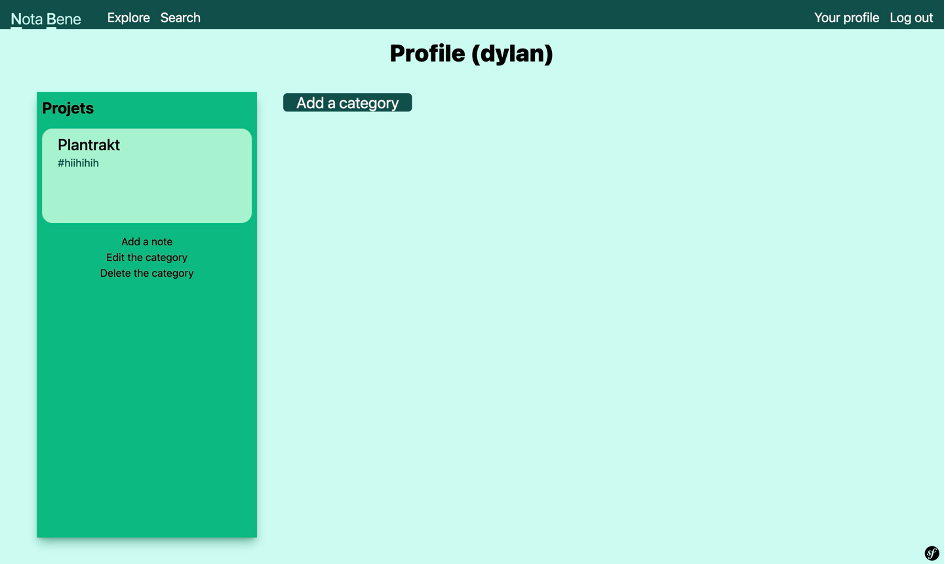 Nota Bene Explore Search Your profile Log out
Profile (dylan)
Projets
Add a category
Plantrakt
#hiihihih
Add a note
Edit the category
Delete the category
sf